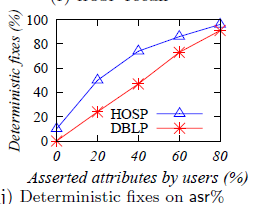 100
80
60
40
20
0
Deterministic fixes (%)
HOSP
DBLP
0 20 40 60 80
Asserted attributes by users (%)
j) Deterministic fixes on asr%